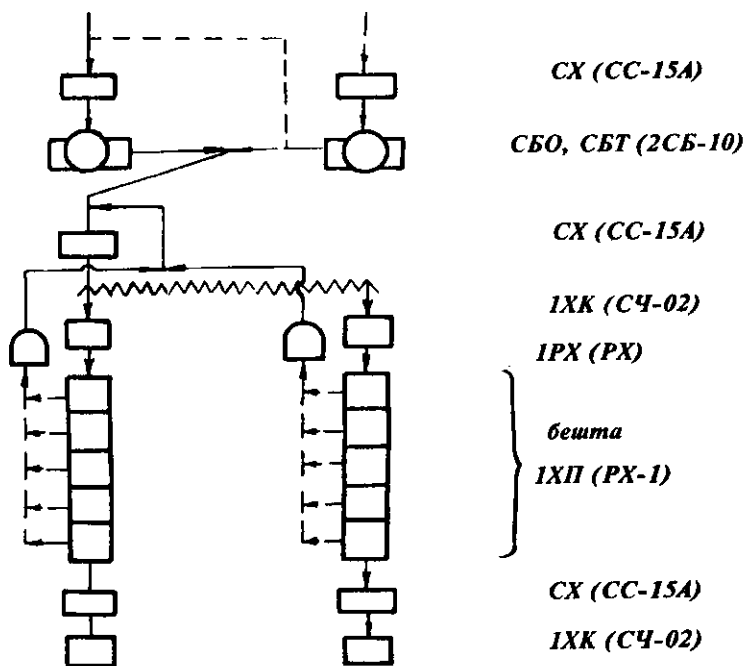 СХ (СС-15А)
СБО, СБТ (2СБ-10)
СХ (СС-15А)
1ХК (СЧ-02)
1РХ (РХ)
бешта
1ХП (РХ-1)
СХ (СС-15А)
1ХК (СЧ-02)